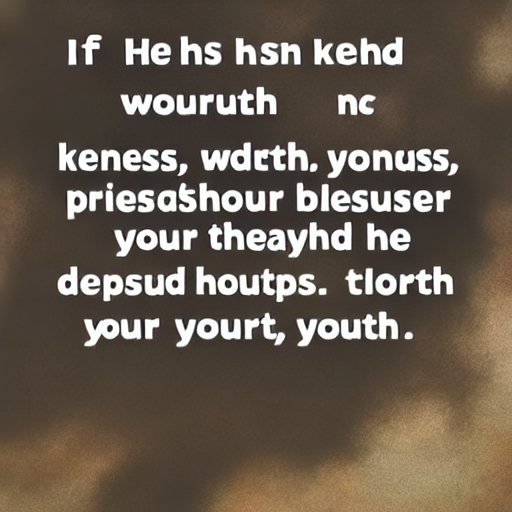 If He hs hsn kehd
wouruth nc
keness, wdcth. yonuss,
priesaShour blesuser
your theayhd he
depsud houtps. tlorth
your yourt, youth.